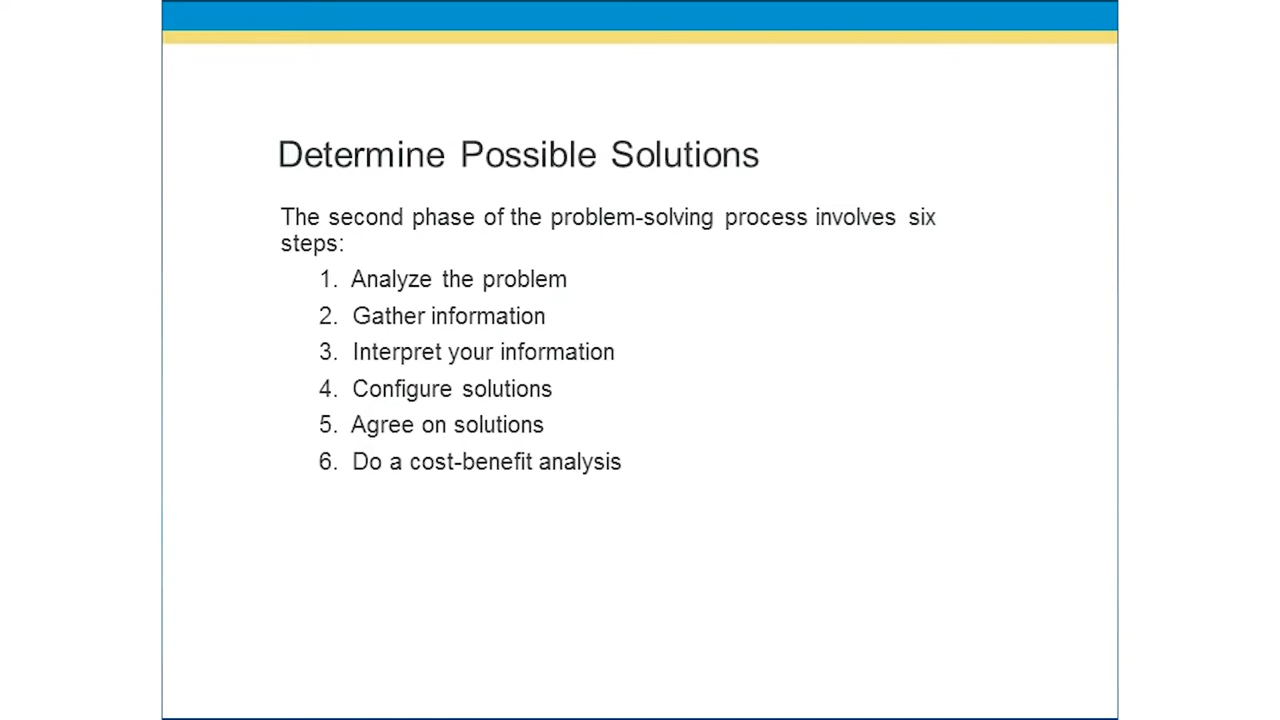 Determine Possible Solutions
The second phase of the problem-solving process involves six
steps:
1. Analyze the problem
2. Gather information
3. Interpret your information
4. Configure solutions
5. Agree on solutions
6. Do a cost-benefit analysis